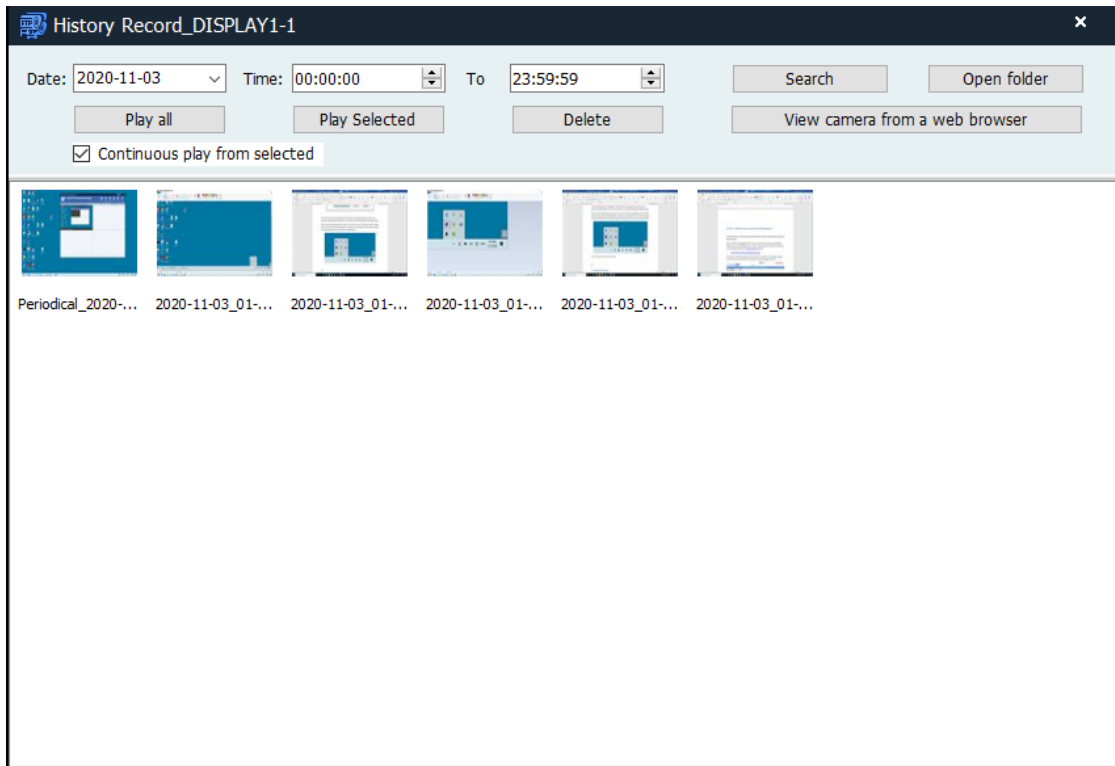 History Record_DISPLAY1-1
Date: 2020-11-03 Time: 00:00:00 To 23:59:59 Search Open folder
Play all Play Selected Delete View camera from a web browser
Continuous play from selected
Periodical_2020-... 2020-11-03_01-... 2020-11-03_01-... 2020-11-03_01-... 2020-11-03_01-... 2020-11-03_01-...